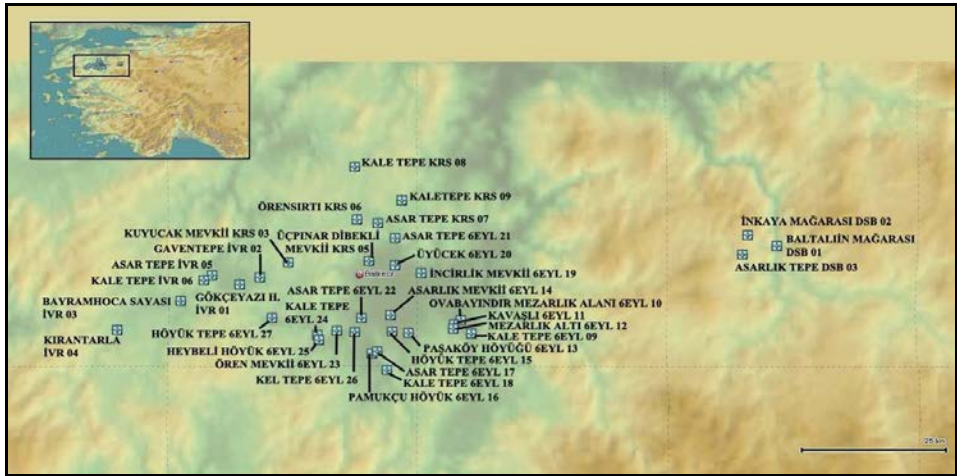 KALE TEPE KRS 08
KALETEPE KRS 09
ÖRENSIRTI KRS 06
ASAR TEPE KRS 07
İNKAYA MAĞARASI DSB 02
KUYUCAK MEVKİİ KRS 03
ÜÇPINAR DİBEKLİ
MEVKİİ KRS 05
ASAR TEPE 6EYL 21
BALTALIİN MAĞARASI
DSB 01
GAVENTEPE İVR 02
ÜYÜCEK 6EYL 20
ASARLIK TEPE DSB 03
ASAR TEPE İVR 05
İNCİRLİK MEVKİİ 6EYL 19
KALE TEPE İVR 06
GÖKÇEYAZI H.
İVR 01
ASAR TEPE 6EYL 22
ASARLIK MEVKİİ 6EYL 14
BAYRAMHOCA SAYASI
İVR 03
KALE TEPE
6EYL 24
OVABAYINDIR MEZARLIK ALANI 6EYL 10
KAVAŞLI 6EYL 11
MEZARLIK ALTI 6EYL 12
KIRANTARLA
İVR 04
HÖYÜK TEPE 6EYL 27
KALE TEPE 6EYL 09
HEYBELİ HÖYÜK 6EYL 25
PAŞAKÖY HÖYÜĞÜ 6EYL 13
ÖREN MEVKİİ 6EYL 23
HÖYÜK TEPE 6EYL 15
KEL TEPE 6EYL 26
ASAR TEPE 6EYL 17
KALE TEPE 6EYL 18
PAMUKÇU HÖYÜK 6EYL 16
25 km